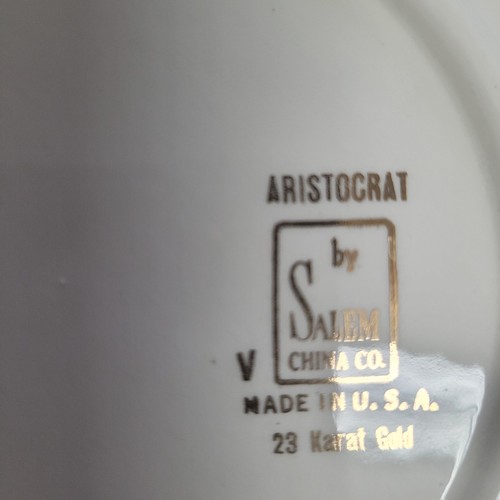 ARISTOCRAT
by
SALEM
CHINA CO.
V
MADE IN U.S.A.
23 Karat Gold